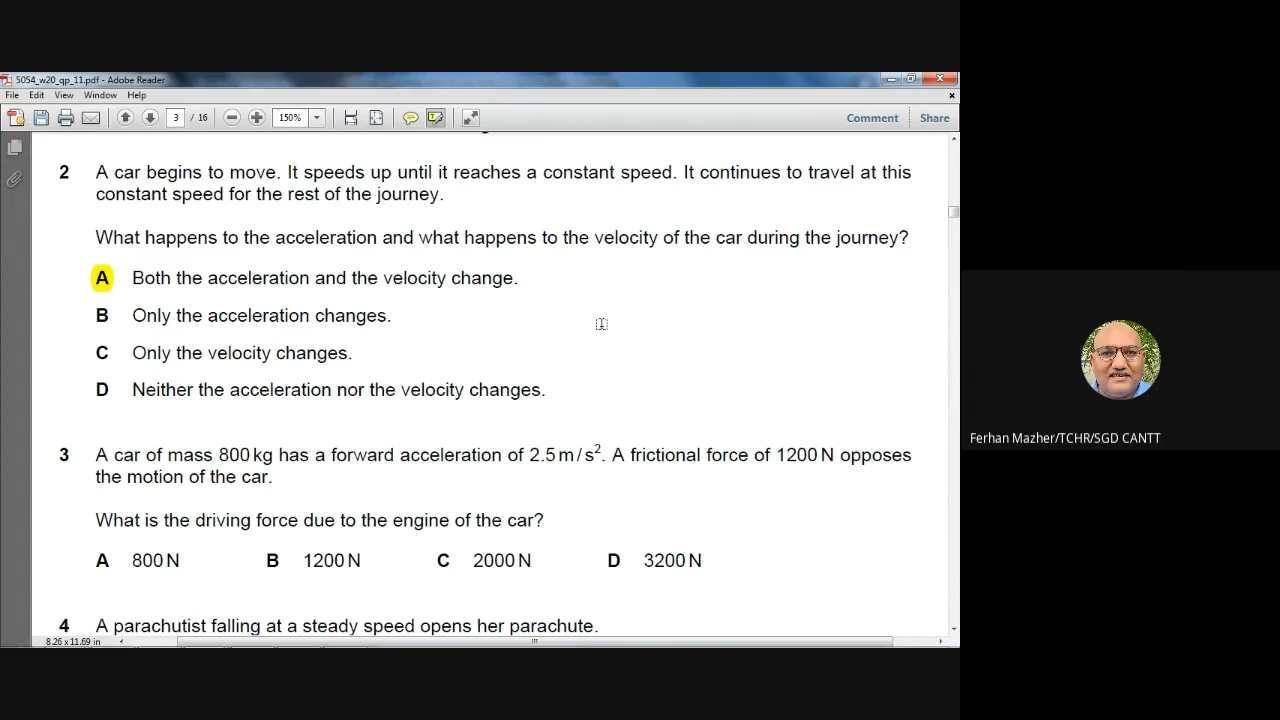 5054_w20_qp_11.pdf - Adobe Reader
File Edit View Window Help
3 / 16 150% Comment Share
2 A car begins to move. It speeds up until it reaches a constant speed. It continues to travel at this
constant speed for the rest of the journey.
What happens to the acceleration and what happens to the velocity of the car during the journey?
A Both the acceleration and the velocity change.
B Only the acceleration changes.
C Only the velocity changes.
D Neither the acceleration nor the velocity changes.
3 A car of mass 800 kg has a forward acceleration of 2.5 m / s². A frictional force of 1200 N opposes
the motion of the car.
What is the driving force due to the engine of the car?
A 800 N B 1200 N C 2000 N D 3200 N
4 A parachutist falling at a steady speed opens her parachute.
8.26 x 11.69 in
Ferhan Mazher/TCHR/SGD CANTT